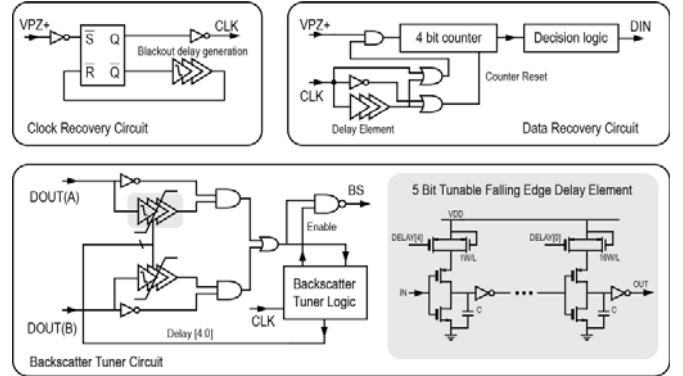 VPZ+
S Q
CLK
Blackout delay generation
R Q
Clock Recovery Circuit
VPZ+
4 bit counter
Decision logic
DIN
Counter Reset
CLK
Delay Element
Data Recovery Circuit
DOUT(A)
BS
Enable
Backscatter
Tuner Logic
CLK
DOUT(B)
Delay [4:0]
Backscatter Tuner Circuit
5 Bit Tunable Falling Edge Delay Element
VDD
DELAY[4]
1W/L
DELAY[0]
16W/L
IN
C
C
OUT